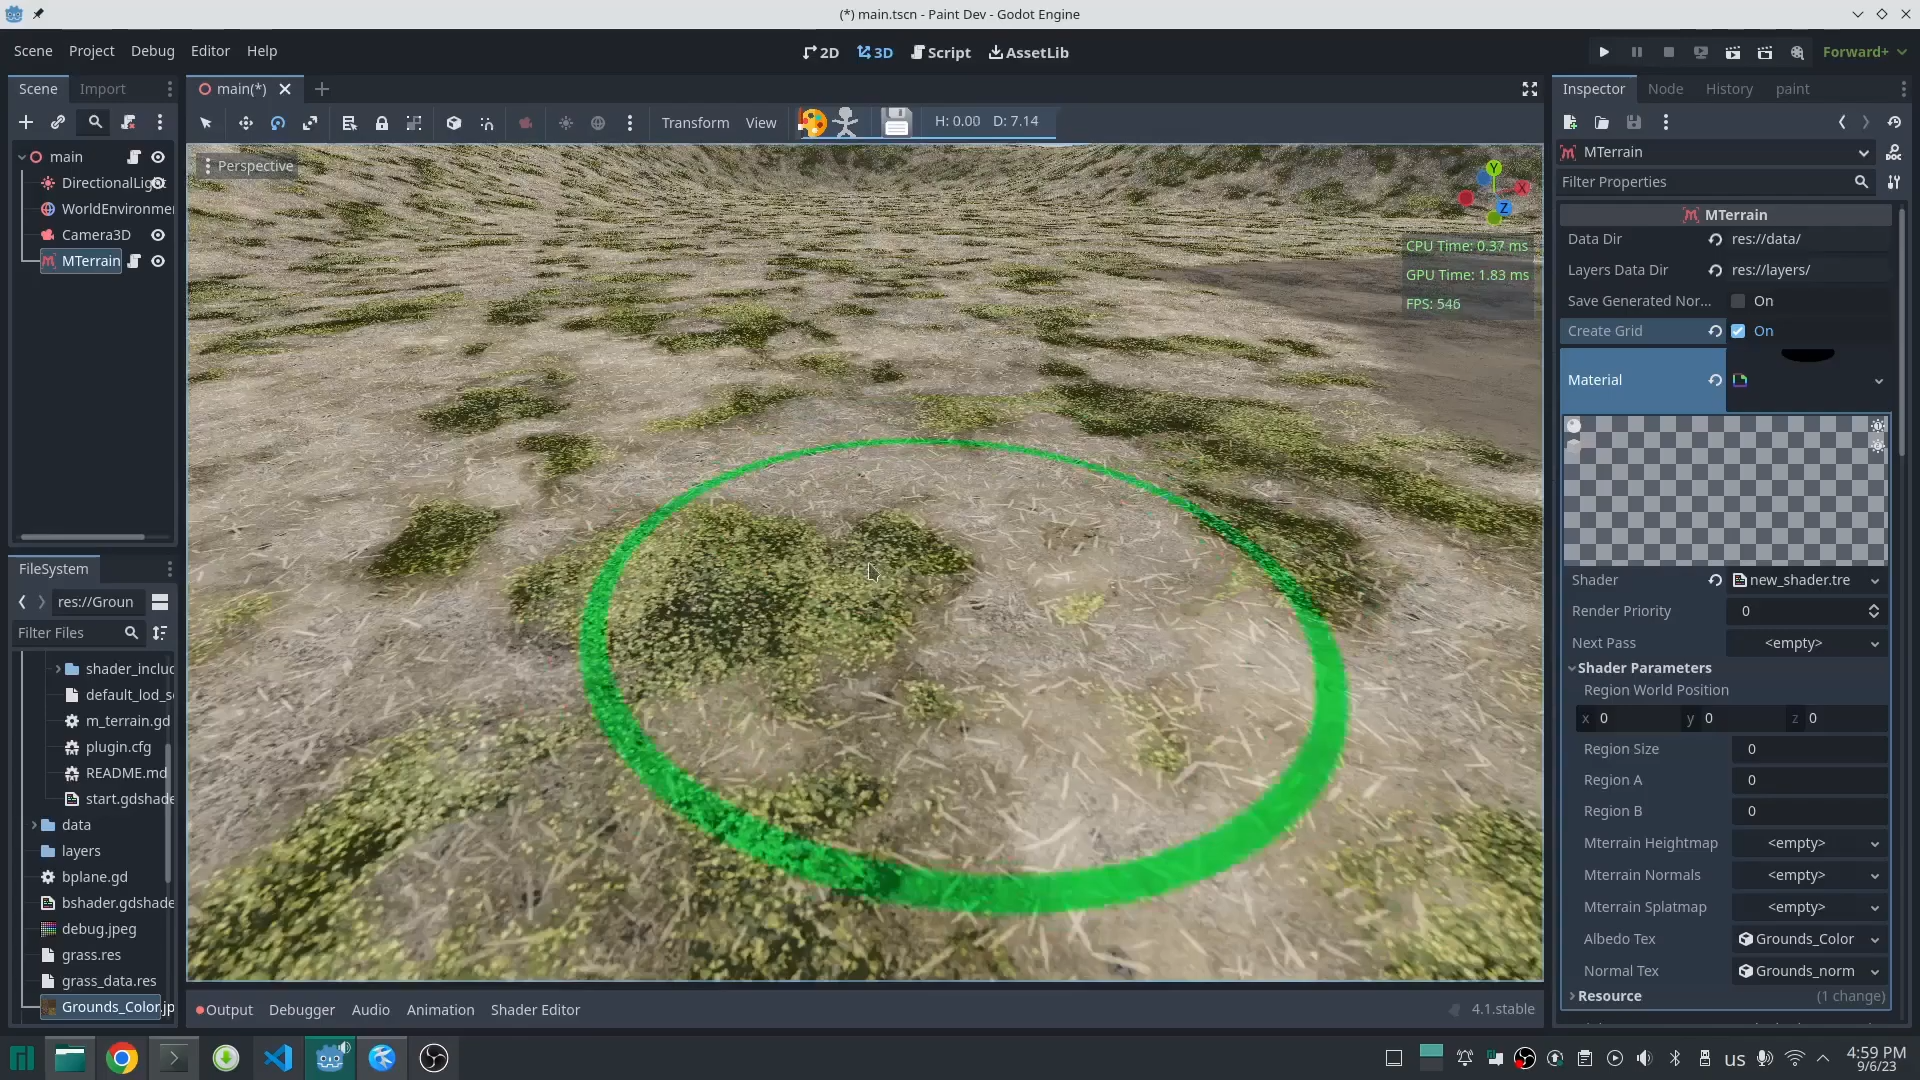 (*) main.tscn - Paint Dev - Godot Engine
Scene Project Debug Editor Help
2D 3D Script AssetLib
Forward+
Scene Import
main(*)
Inspector Node History paint
Transform View
H: 0.00 D: 7.14
main
DirectionalLight
WorldEnvironme
Camera3D
MTerrain
Perspective
Y
X
Z
CPU Time: 0.37 ms
GPU Time: 1.83 ms
FPS: 546
MTerrain
Filter Properties
MTerrain
Data Dir res://data/
Layers Data Dir res://layers/
Save Generated Nor... On
Create Grid On
Material
Shader new_shader.tre
Render Priority 0
Next Pass <empty>
Shader Parameters
Region World Position
x 0 y 0 z 0
Region Size 0
Region A 0
Region B 0
Mterrain Heightmap <empty>
Mterrain Normals <empty>
Mterrain Splatmap <empty>
Albedo Tex Grounds_Color
Normal Tex Grounds_norm
Resource (1 change)
FileSystem
res://Groun
Filter Files
shader_includ
default_lod_s
m_terrain.gd
plugin.cfg
README.md
start.gdshade
data
layers
bplane.gd
bshader.gdshade
debug.jpeg
grass.res
grass_data.res
Grounds_Color.jp
Output Debugger Audio Animation Shader Editor
4.1.stable
us
4:59 PM
9/6/23